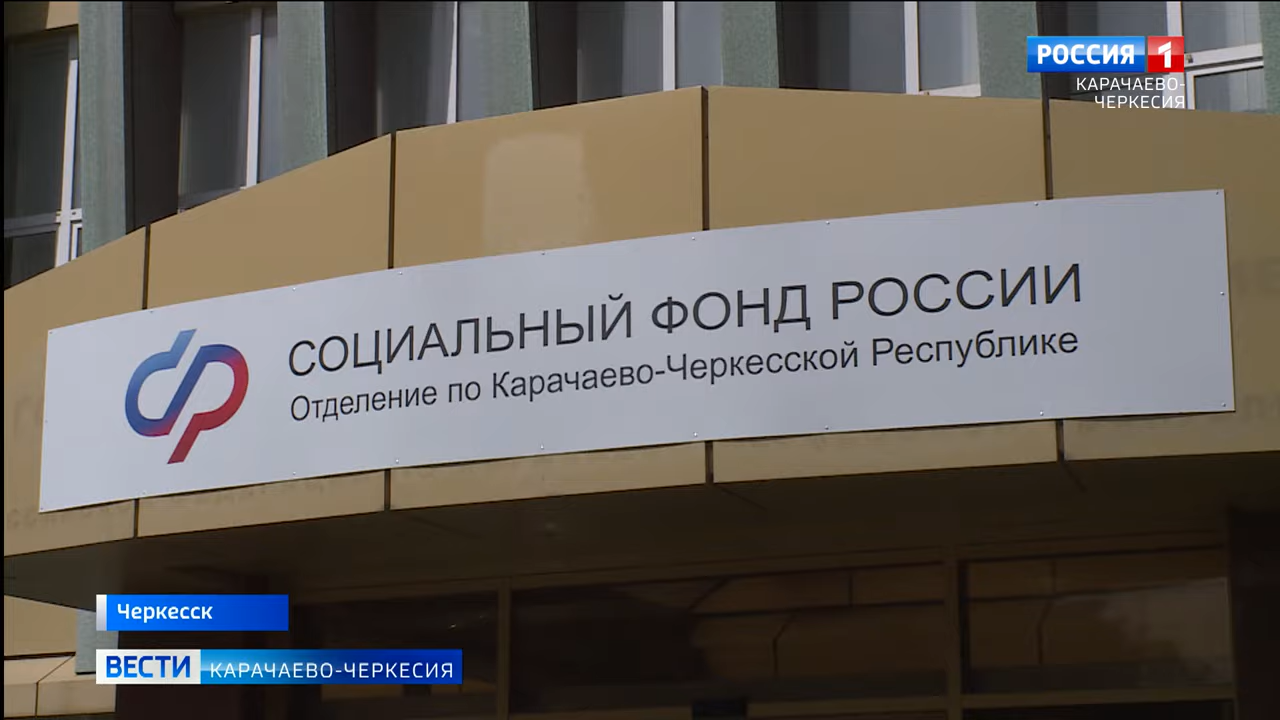 РОССИЯ 1
КАРАЧАЕВО-
ЧЕРКЕСИЯ
СОЦИАЛЬНЫЙ ФОНД РОССИИ
Отделение по Карачаево-Черкесской Республике
Черкесск
ВЕСТИ КАРАЧАЕВО-ЧЕРКЕСИЯ